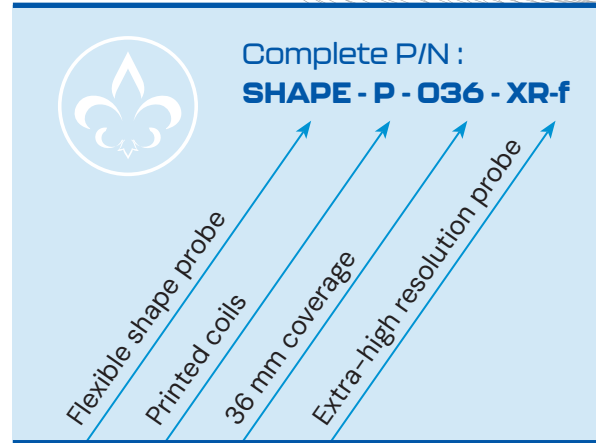 Complete P/N :
SHAPE - P - 036 - XR-f
Flexible shape probe
Printed coils
36 mm coverage
Extra-high resolution probe